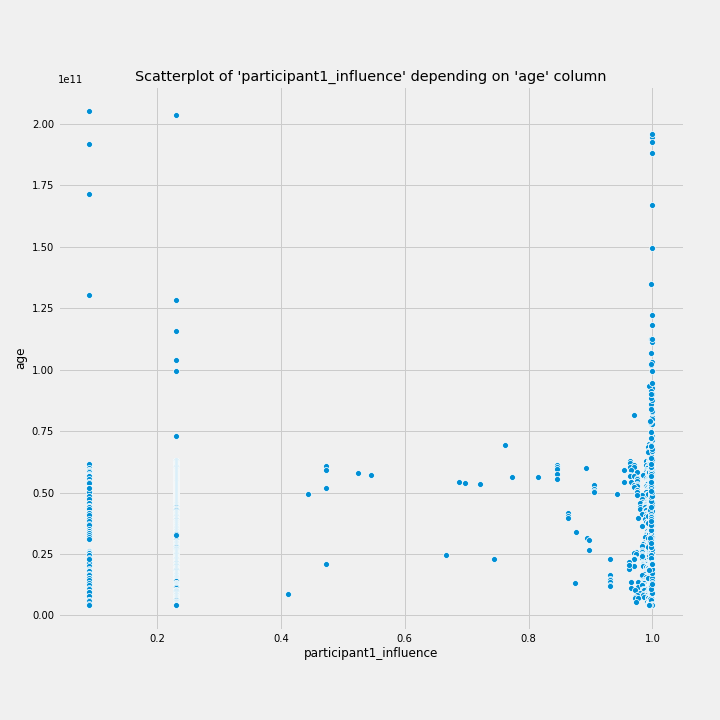 Scatterplot of 'participant1_influence' depending on 'age' column
1e11
2.00
1.75
1.50
1.25
1.00
0.75
0.50
0.25
0.00
age
0.2 0.4 0.6 0.8 1.0
participant1_influence